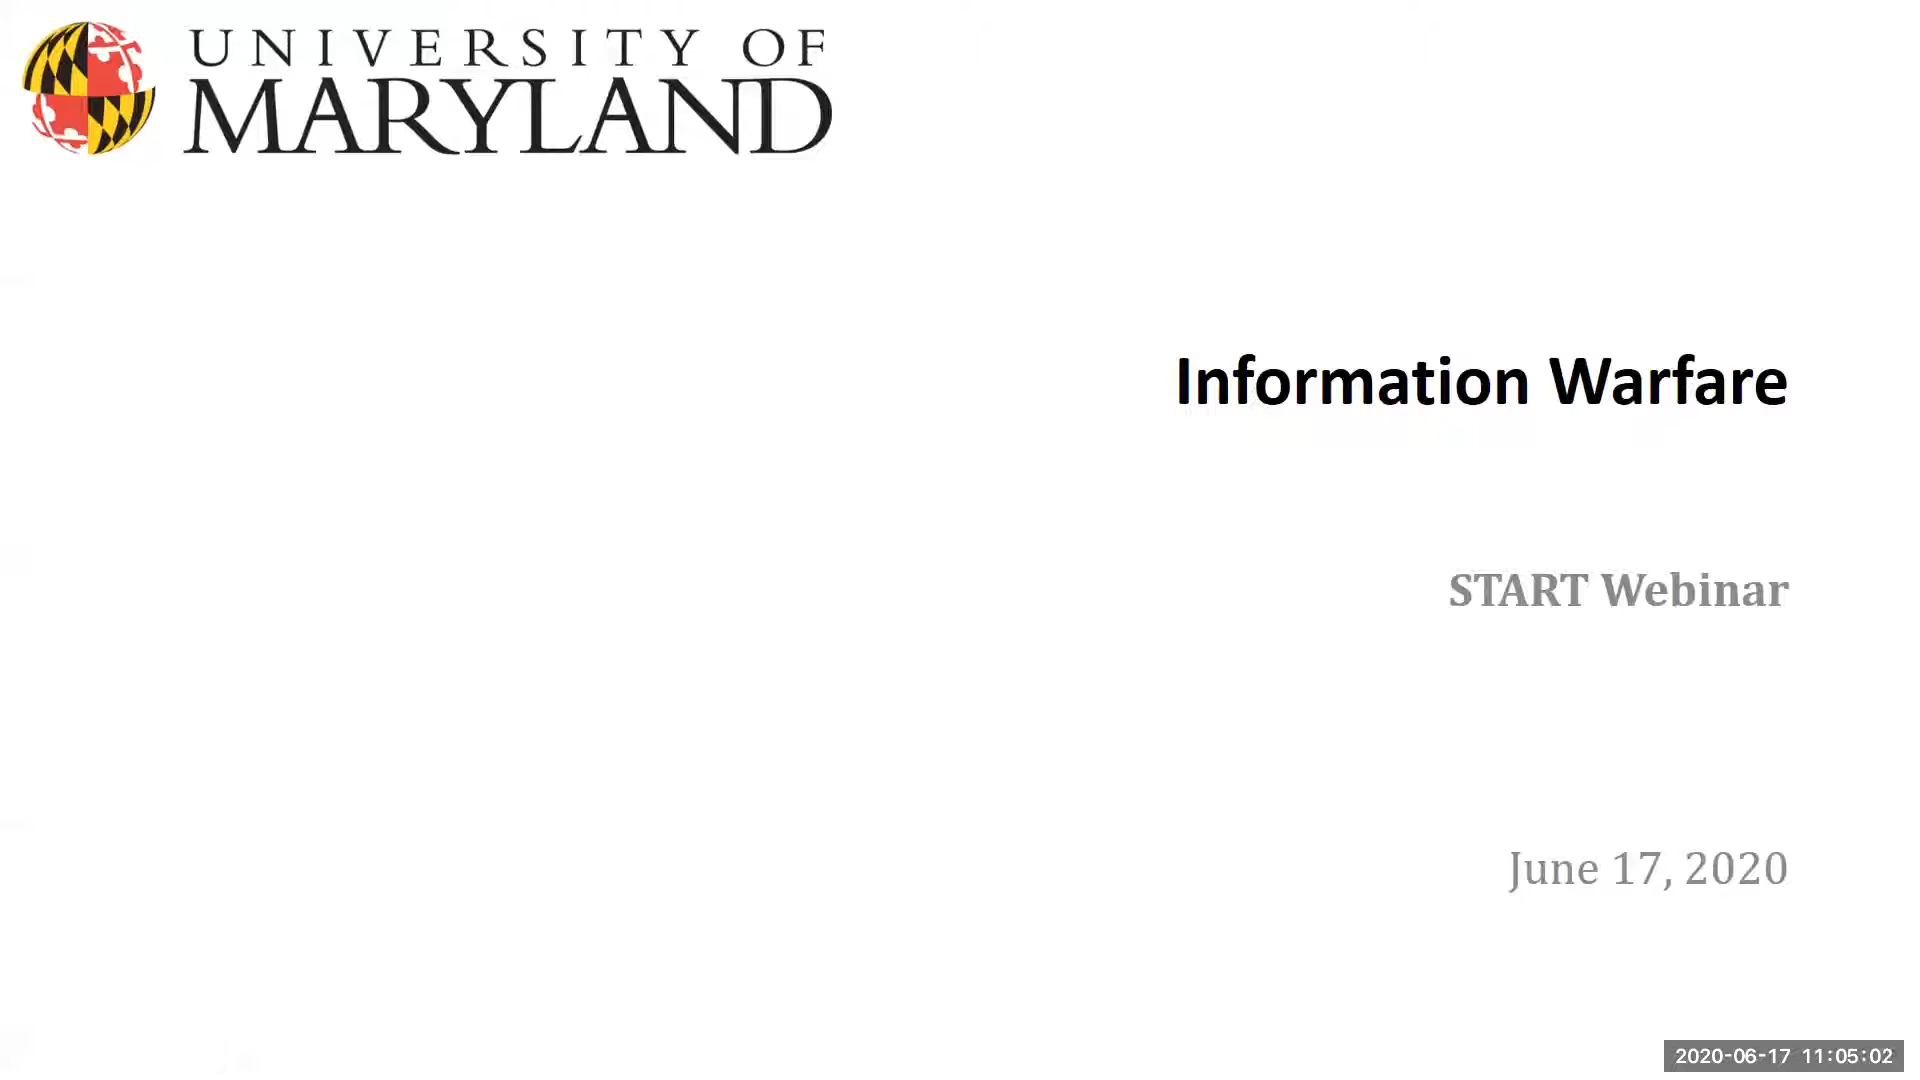 UNIVERSITY OF
MARYLAND
Information Warfare
START Webinar
June 17, 2020
2020-06-17 11:05:02